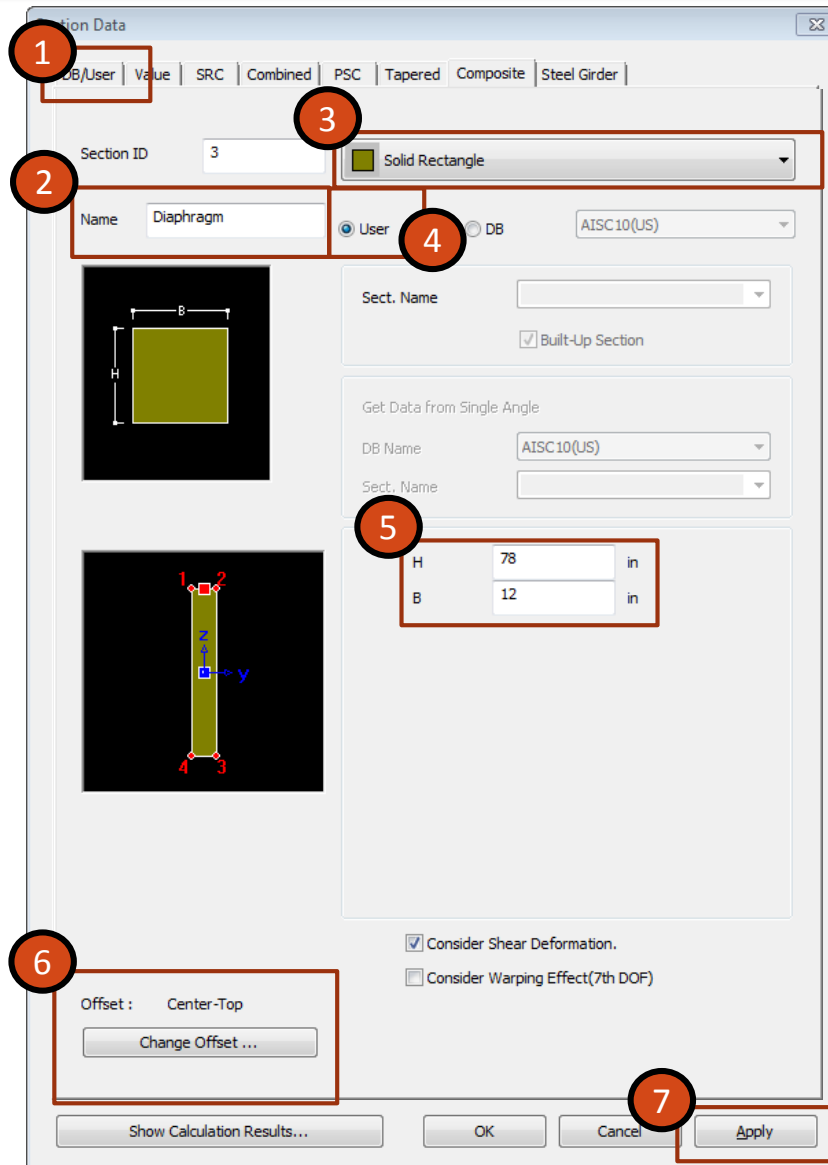 Section Data
1
DB/User Value SRC Combined PSC Tapered Composite Steel Girder
3
Section ID 3 Solid Rectangle
2
Name Diaphragm User 4 DB AISC10(US)
B
H
Sect. Name
Built-Up Section
Get Data from Single Angle
DB Name AISC10(US)
Sect. Name
5
H 78 in
B 12 in
1 2
z
y
4 3
Consider Shear Deformation.
Consider Warping Effect(7th DOF)
6
Offset : Center-Top
Change Offset ...
7
Show Calculation Results... OK Cancel Apply